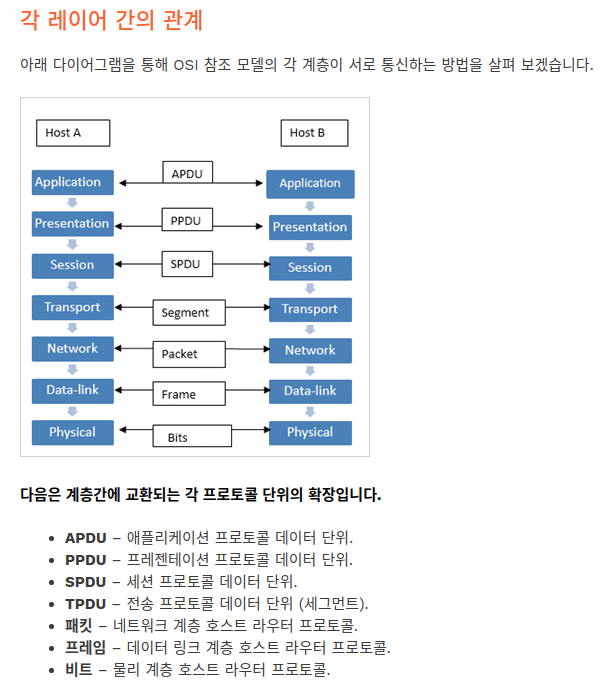 각 레이어 간의 관계
아래 다이어그램을 통해 OSI 참조 모델의 각 계층이 서로 통신하는 방법을 살펴 보겠습니다.
Host A
Host B
Application
APDU
Application
Presentation
PPDU
Presentation
Session
SPDU
Session
Transport
Segment
Transport
Network
Packet
Network
Data-link
Frame
Data-link
Physical
Bits
Physical
다음은 계층간에 교환되는 각 프로토콜 단위의 확장입니다.
• APDU – 애플리케이션 프로토콜 데이터 단위.
• PPDU – 프레젠테이션 프로토콜 데이터 단위.
• SPDU – 세션 프로토콜 데이터 단위.
• TPDU – 전송 프로토콜 데이터 단위 (세그먼트).
• 패킷 – 네트워크 계층 호스트 라우터 프로토콜.
• 프레임 – 데이터 링크 계층 호스트 라우터 프로토콜.
• 비트 – 물리 계층 호스트 라우터 프로토콜.